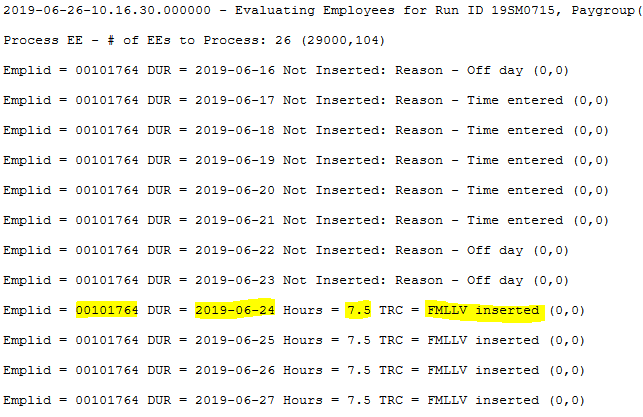 2019-06-26-10.16.30.000000 - Evaluating Employees for Run ID 19SM0715, Paygroup(
Process EE - # of EEs to Process: 26 (29000,104)
Emplid = 00101764 DUR = 2019-06-16 Not Inserted: Reason - Off day (0,0)
Emplid = 00101764 DUR = 2019-06-17 Not Inserted: Reason - Time entered (0,0)
Emplid = 00101764 DUR = 2019-06-18 Not Inserted: Reason - Time entered (0,0)
Emplid = 00101764 DUR = 2019-06-19 Not Inserted: Reason - Time entered (0,0)
Emplid = 00101764 DUR = 2019-06-20 Not Inserted: Reason - Time entered (0,0)
Emplid = 00101764 DUR = 2019-06-21 Not Inserted: Reason - Time entered (0,0)
Emplid = 00101764 DUR = 2019-06-22 Not Inserted: Reason - Off day (0,0)
Emplid = 00101764 DUR = 2019-06-23 Not Inserted: Reason - Off day (0,0)
Emplid = 00101764 DUR = 2019-06-24 Hours = 7.5 TRC = FMLLV inserted (0,0)
Emplid = 00101764 DUR = 2019-06-25 Hours = 7.5 TRC = FMLLV inserted (0,0)
Emplid = 00101764 DUR = 2019-06-26 Hours = 7.5 TRC = FMLLV inserted (0,0)
Emplid = 00101764 DUR = 2019-06-27 Hours = 7.5 TRC = FMLLV inserted (0,0)